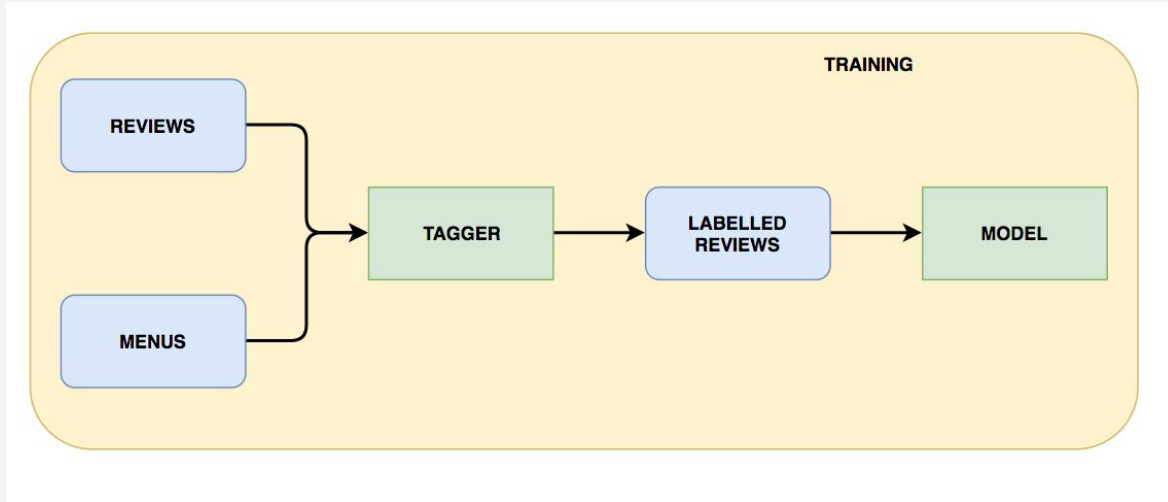 TRAINING
REVIEWS
TAGGER
LABELLED
REVIEWS
MODEL
MENUS